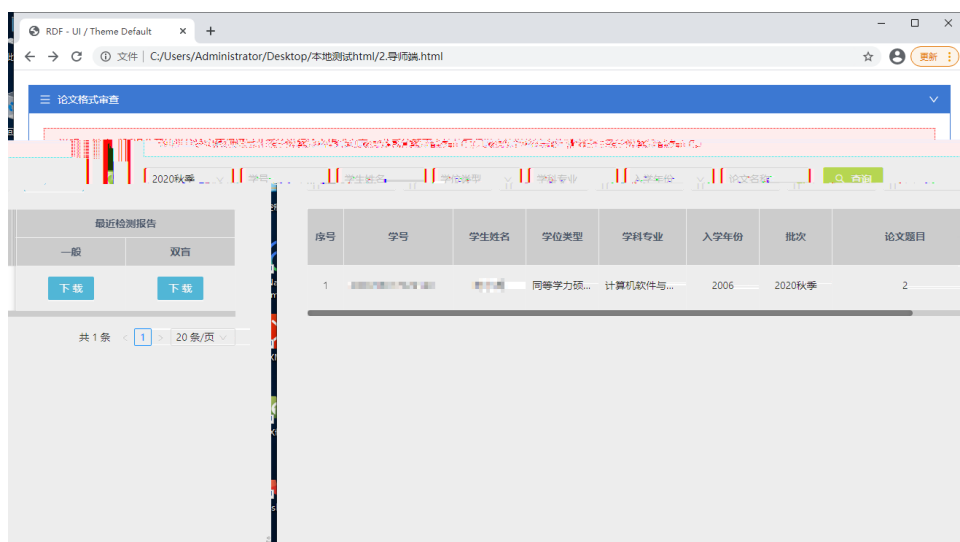 RDF - UI / Theme Default
文件 C:/Users/Administrator/Desktop/本地测试html/2.导师端.html
更新
论文格式审查
2020秋季 学号 学生姓名 学位类型 学科专业 入学年份 论文名称 查询
最近检测报告
一般 双盲
序号 学号 学生姓名 学位类型 学科专业 入学年份 批次 论文题目
下载 下载
1 同等学力硕... 计算机软件与... 2006 2020秋季 2
共 1 条 1 20 条/页